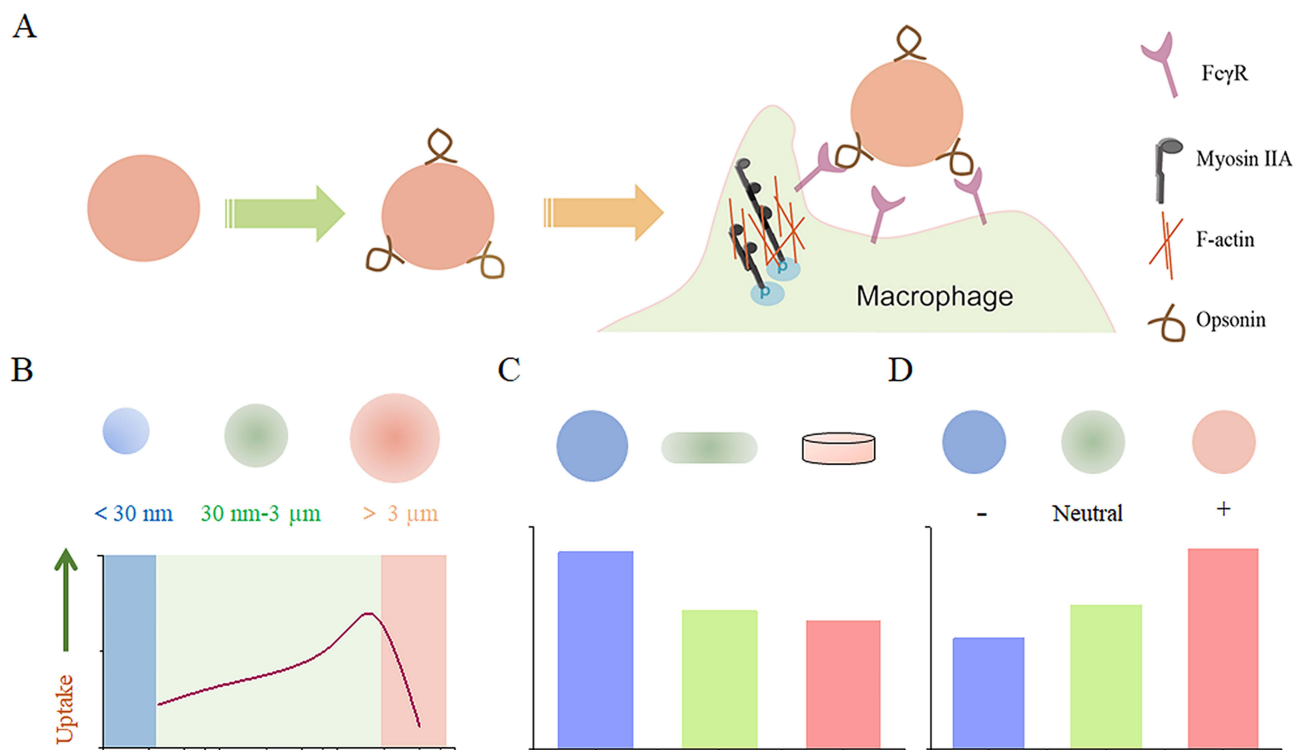 A
FcγR
Myosin IIA
F-actin
Opsonin
p
p
Macrophage
B
C
D
< 30 nm
30 nm-3 μm
> 3 μm
-
Neutral
+
Uptake